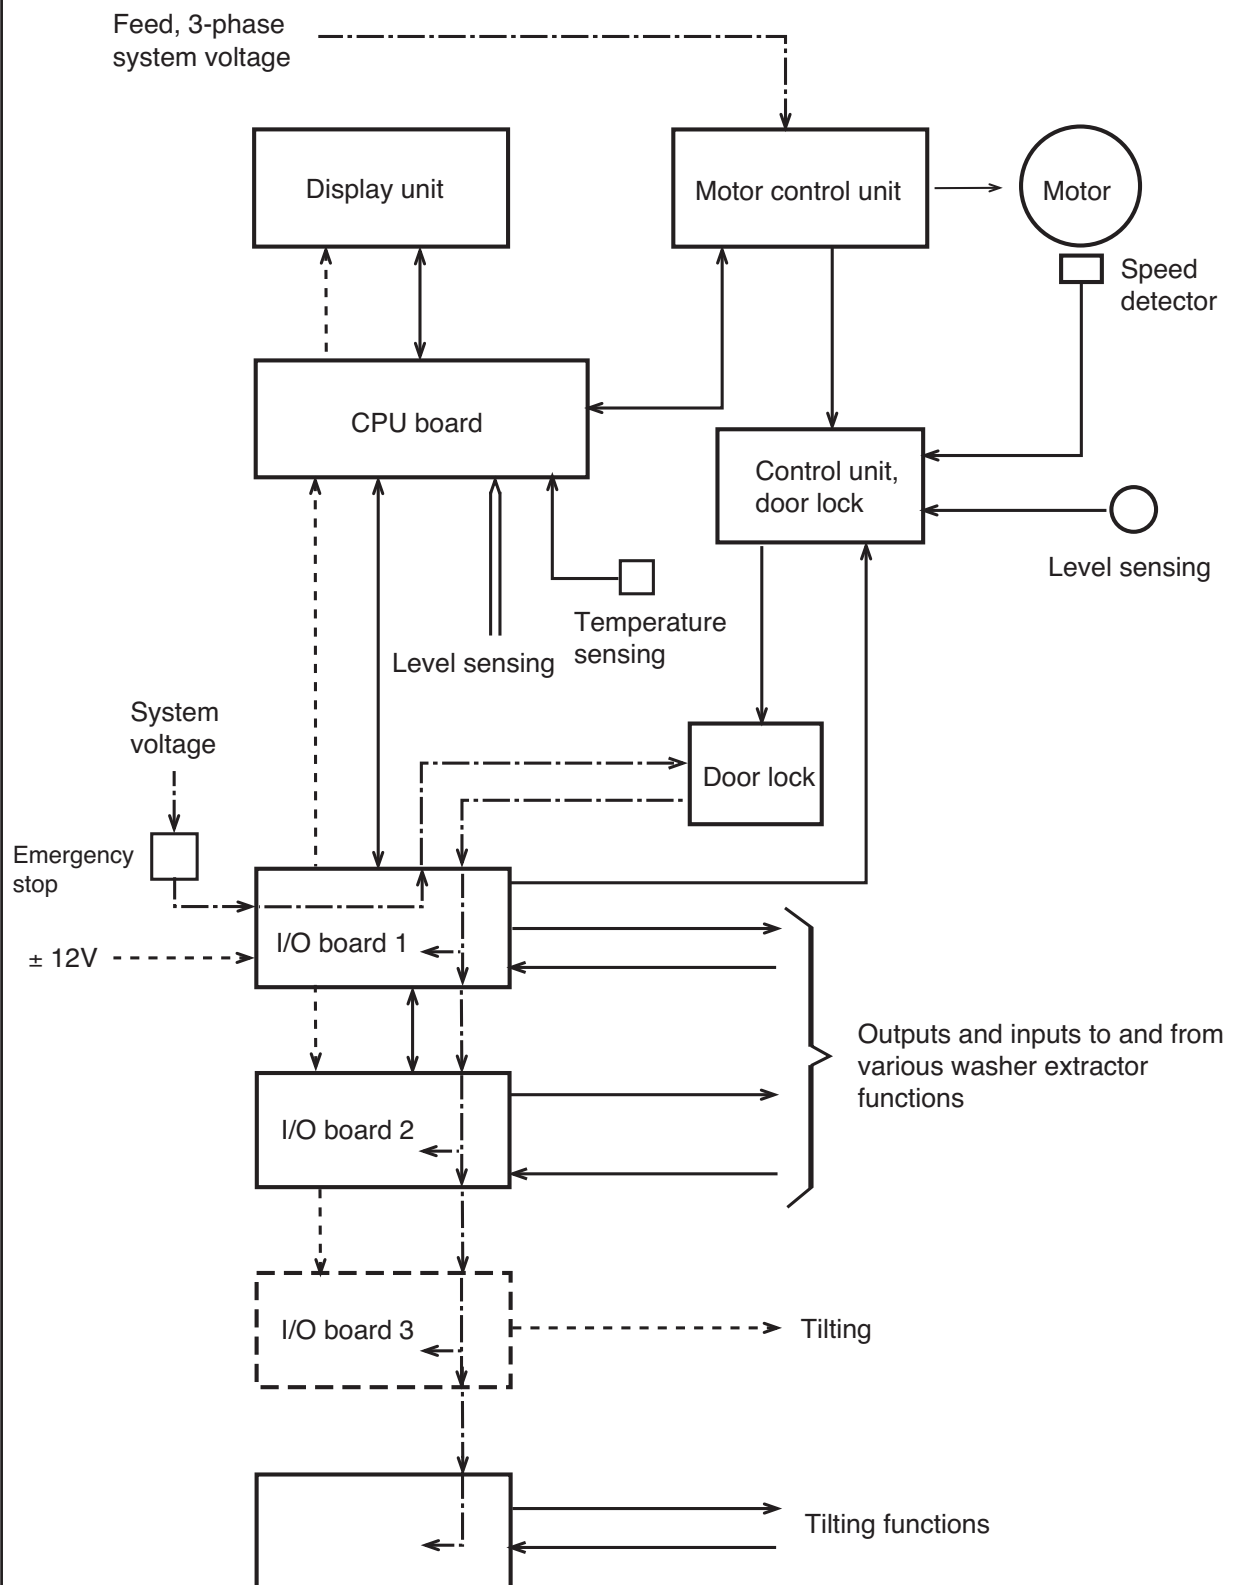 Feed, 3-phase
system voltage
Display unit
Motor control unit
Motor
Speed
detector
CPU board
Control unit,
door lock
Level sensing
Temperature
sensing
Level sensing
System
voltage
Door lock
Emergency
stop
I/O board 1
± 12V
Outputs and inputs to and from
various washer extractor
functions
I/O board 2
I/O board 3
Tilting
Tilting functions